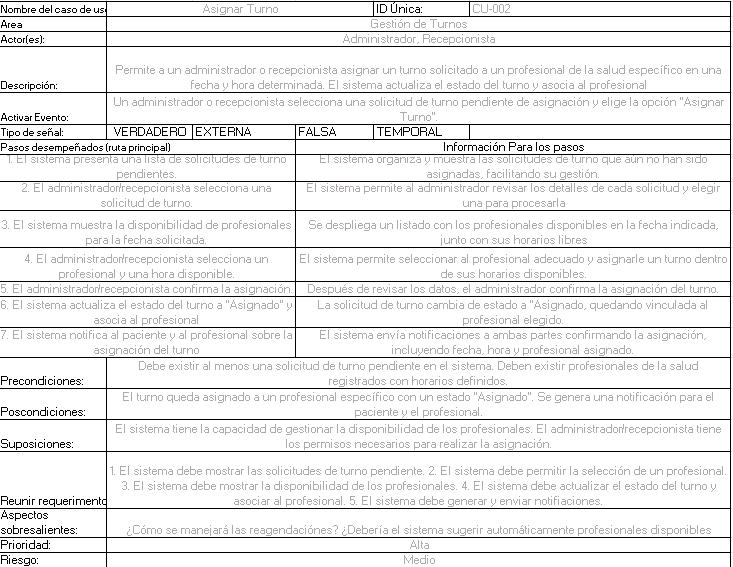 Nombre del caso de uso Asignar Turno ID Única: CU-002
Area Gestión de Turnos
Actor(es): Administrador, Recepcionista
Permite a un administrador o recepcionista asignar un turno solicitado a un profesional de la salud específico en una
Descripción: fecha y hora determinada. El sistema actualiza el estado del turno y asocia al profesional
Un administrador o recepcionista selecciona una solicitud de turno pendiente de asignación y elige la opción "Asignar
Activar Evento: Turno".
Tipo de señal: VERDADERO EXTERNA FALSA TEMPORAL
Pasos desempeñados (ruta principal) Información Para los pasos
1. El sistema presenta una lista de solicitudes de turno
pendientes.
El sistema organiza y muestra las solicitudes de turno que aún no han sido
asignadas, facilitando su gestión.
2. El administrador/recepcionista selecciona una
solicitud de turno.
El sistema permite al administrador revisar los detalles de cada solicitud y elegir
una para procesarla
3. El sistema muestra la disponibilidad de profesionales
para la fecha solicitada.
Se despliega un listado con los profesionales disponibles en la fecha indicada,
junto con sus horarios libres
4. El administrador/recepcionista selecciona un
profesional y una hora disponible.
El sistema permite seleccionar al profesional adecuado y asignarle un turno dentro
de sus horarios disponibles.
5. El administrador/recepcionista confirma la asignación.
Después de revisar los datos, el administrador confirma la asignación del turno.
6. El sistema actualiza el estado del turno a "Asignado" y
asocia al profesional
La solicitud de turno cambia de estado a "Asignado, quedando vinculada al
profesional elegido.
7. El sistema notifica al paciente y al profesional sobre la
asignación del turno
El sistema envía notificaciones a ambas partes confirmando la asignación,
incluyendo fecha, hora y profesional asignado.
Debe existir al menos una solicitud de turno pendiente en el sistema. Deben existir profesionales de la salud
Precondiciones: registrados con horarios definidos.
El turno queda asignado a un profesional específico con un estado "Asignado". Se genera una notificación para el
Poscondiciones: paciente y el profesional.
El sistema tiene la capacidad de gestionar la disponibilidad de los profesionales. El administrador/recepcionista tiene
Suposiciones: los permisos necesarios para realizar la asignación.
1. El sistema debe mostrar las solicitudes de turno pendiente. 2. El sistema debe permitir la selección de un profesional.
3. El sistema debe mostrar la disponibilidad de los profesionales. 4. El sistema debe actualizar el estado del turno y
Reunir requerimento asociar al profesional. 5. El sistema debe generar y enviar notifiaciones.
Aspectos
sobresalientes: ¿Cómo se manejará las reagendaciónes? ¿Debería el sistema sugerir automáticamente profesionales disponibles
Prioridad: Alta
Riesgo: Medio